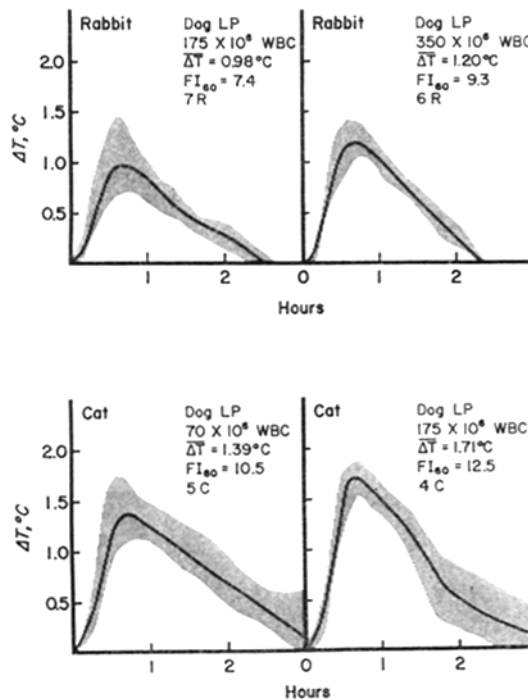 Rabbit
Dog LP
175 X 10⁶ WBC
ΔT̅ = 0.98°C
FI₆₀ = 7.4
7 R
Rabbit
Dog LP
350 X 10⁶ WBC
ΔT̅ = 1.20°C
FI₆₀ = 9.3
6 R
2.0
1.5
1.0
0.5
ΔT, °C
1
2
0
1
2
Hours
Cat
Dog LP
70 X 10⁶ WBC
ΔT̅ = 1.39°C
FI₆₀ = 10.5
5 C
Cat
Dog LP
175 X 10⁶ WBC
ΔT̅ = 1.71°C
FI₆₀ = 12.5
4 C
2.0
1.5
1.0
0.5
ΔT, °C
1
2
0
1
2
Hours